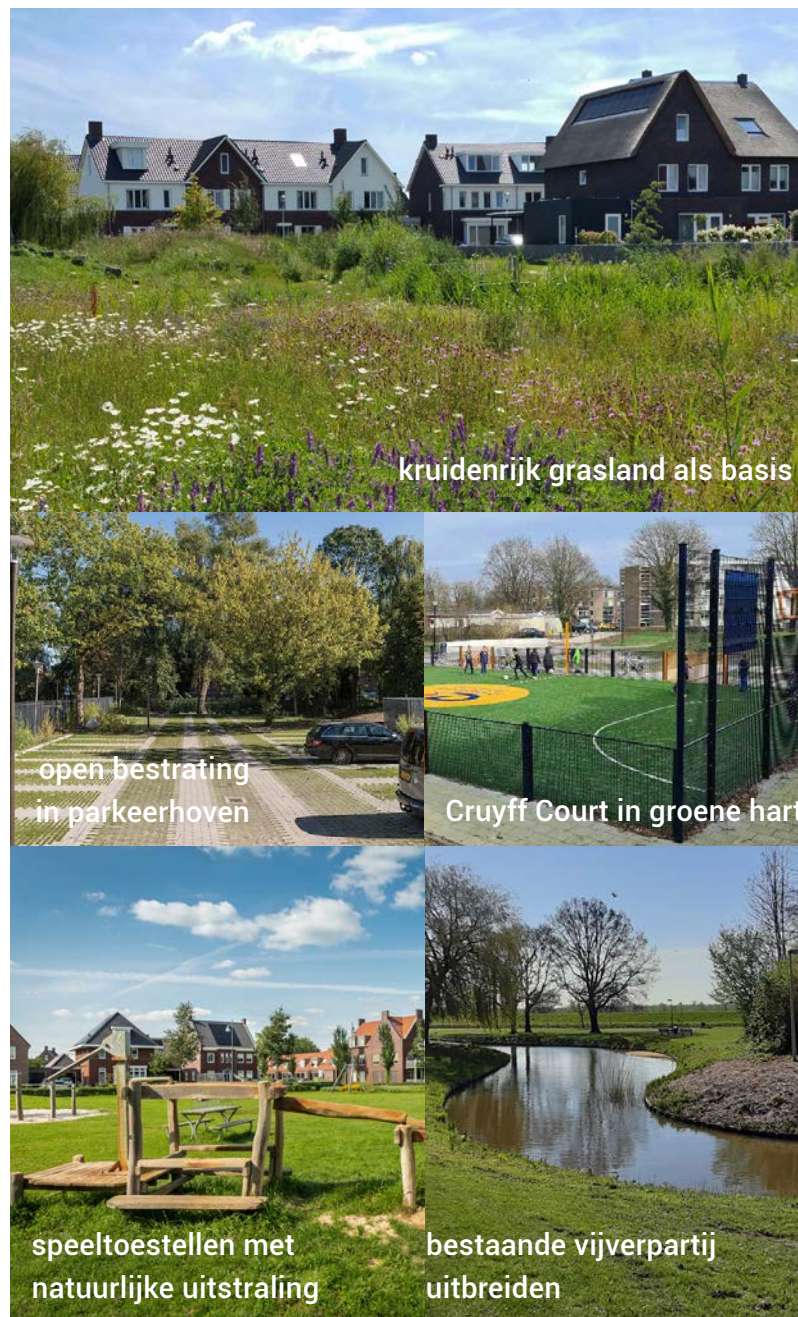 kruidenrijk grasland als basis
open bestrating
in parkeerhoven
Cruyff Court in groene hart
speeltoestellen met
natuurlijke uitstraling
bestaande vijverpartij
uitbreiden